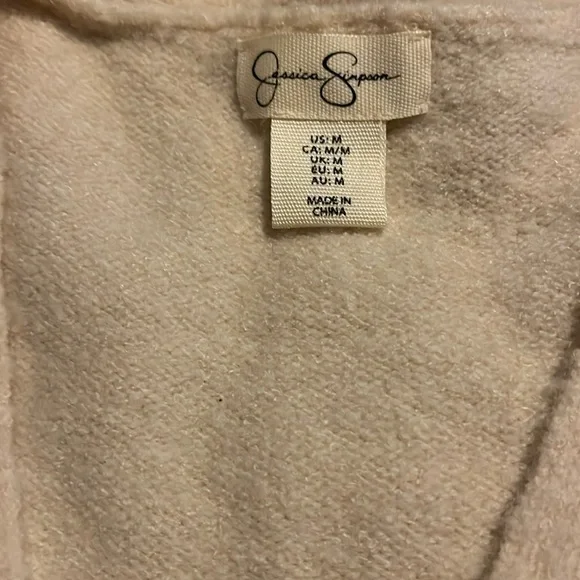 Jessica Simpson
US: M
CA: M/M
UK: M
EU: M
AU: M
MADE IN
CHINA